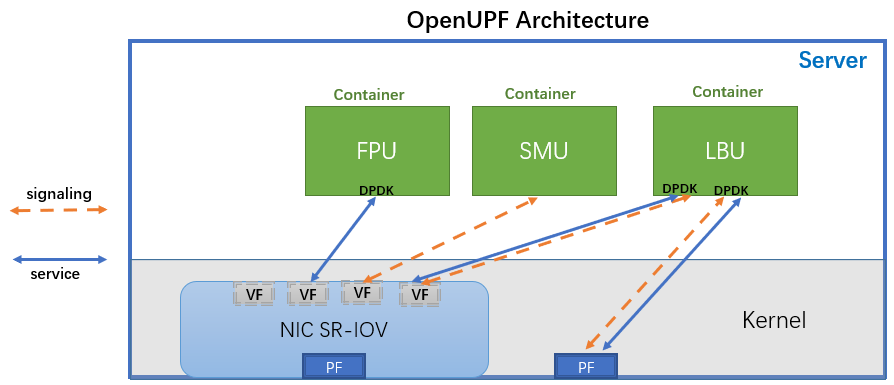 OpenUPF Architecture
Server
Container
Container
Container
FPU
SMU
LBU
DPDK
DPDK
DPDK
signaling
service
VF
VF
VF
VF
NIC SR-IOV
Kernel
PF
PF